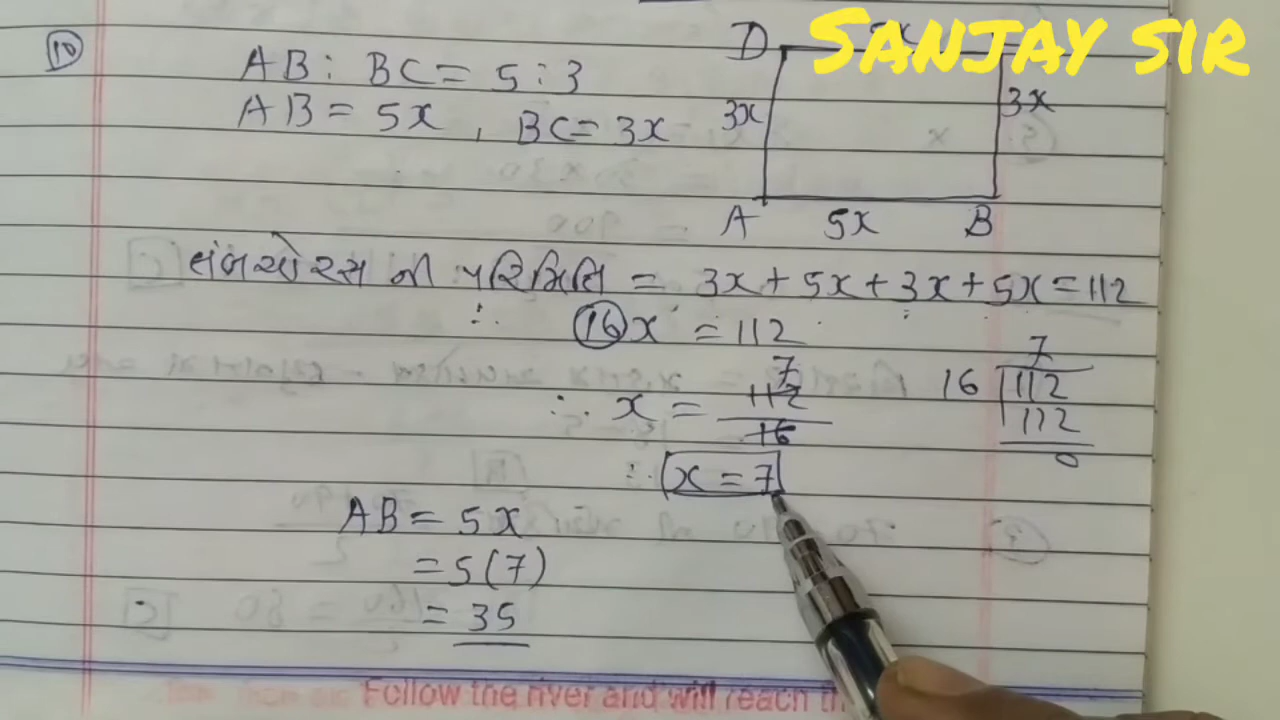 SANJAY SIR
10
AB : BC = 5 : 3
AB = 5x , BC = 3x
D
5x
3x
3x
A 5x B
લંબચોરસ ની પરિમિતિ = 3x + 5x + 3x + 5x = 112
∴ 16x = 112
∴ x = 112/16 7
∴ x = 7
7
16 112
112
0
AB = 5x
= 5(7)
= 35
Follow the river and will reach th